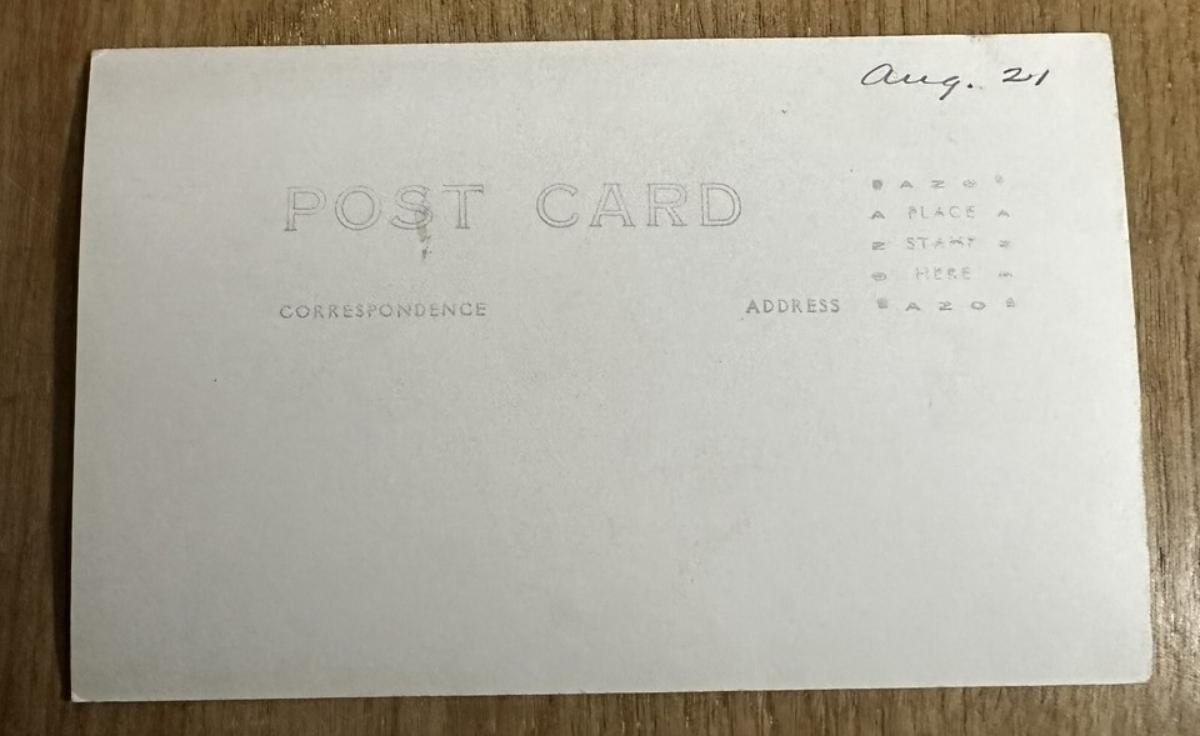 Aug. 21
POST CARD
AZO
A PLACE A
Z STAMP Z
O HERE O
AZO
CORRESPONDENCE
ADDRESS